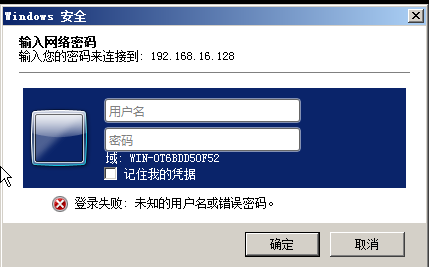 Windows 安全
输入网络密码
输入您的密码来连接到: 192.168.16.128
用户名
密码
域: WIN-OT6BDD5OF52
记住我的凭据
登录失败: 未知的用户名或错误密码。
确定
取消